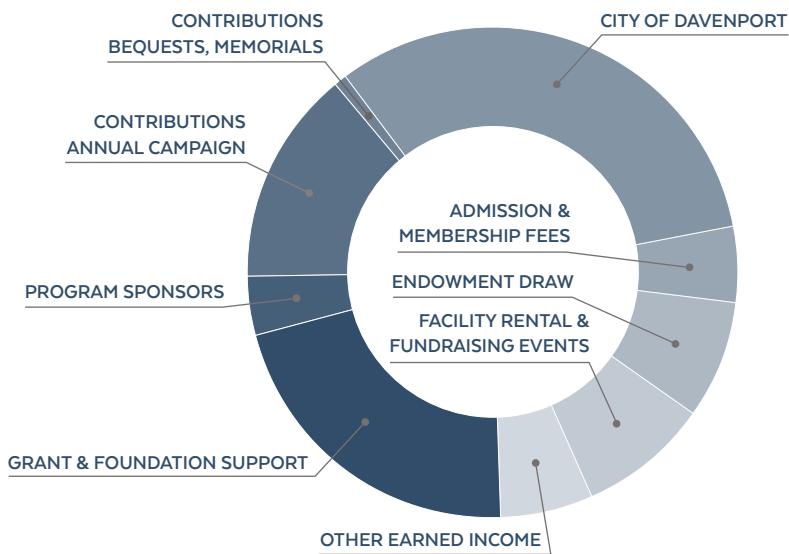 CONTRIBUTIONS
BEQUESTS, MEMORIALS
CITY OF DAVENPORT
CONTRIBUTIONS
ANNUAL CAMPAIGN
ADMISSION &
MEMBERSHIP FEES
ENDOWMENT DRAW
PROGRAM SPONSORS
FACILITY RENTAL &
FUNDRAISING EVENTS
GRANT & FOUNDATION SUPPORT
OTHER EARNED INCOME